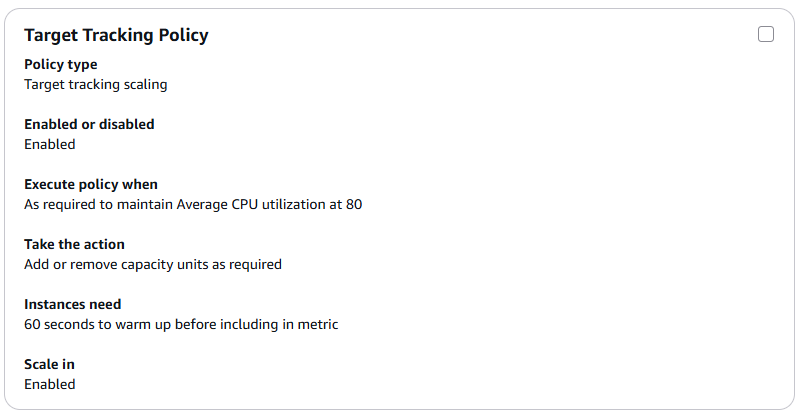 Target Tracking Policy
Policy type
Target tracking scaling
Enabled or disabled
Enabled
Execute policy when
As required to maintain Average CPU utilization at 80
Take the action
Add or remove capacity units as required
Instances need
60 seconds to warm up before including in metric
Scale in
Enabled